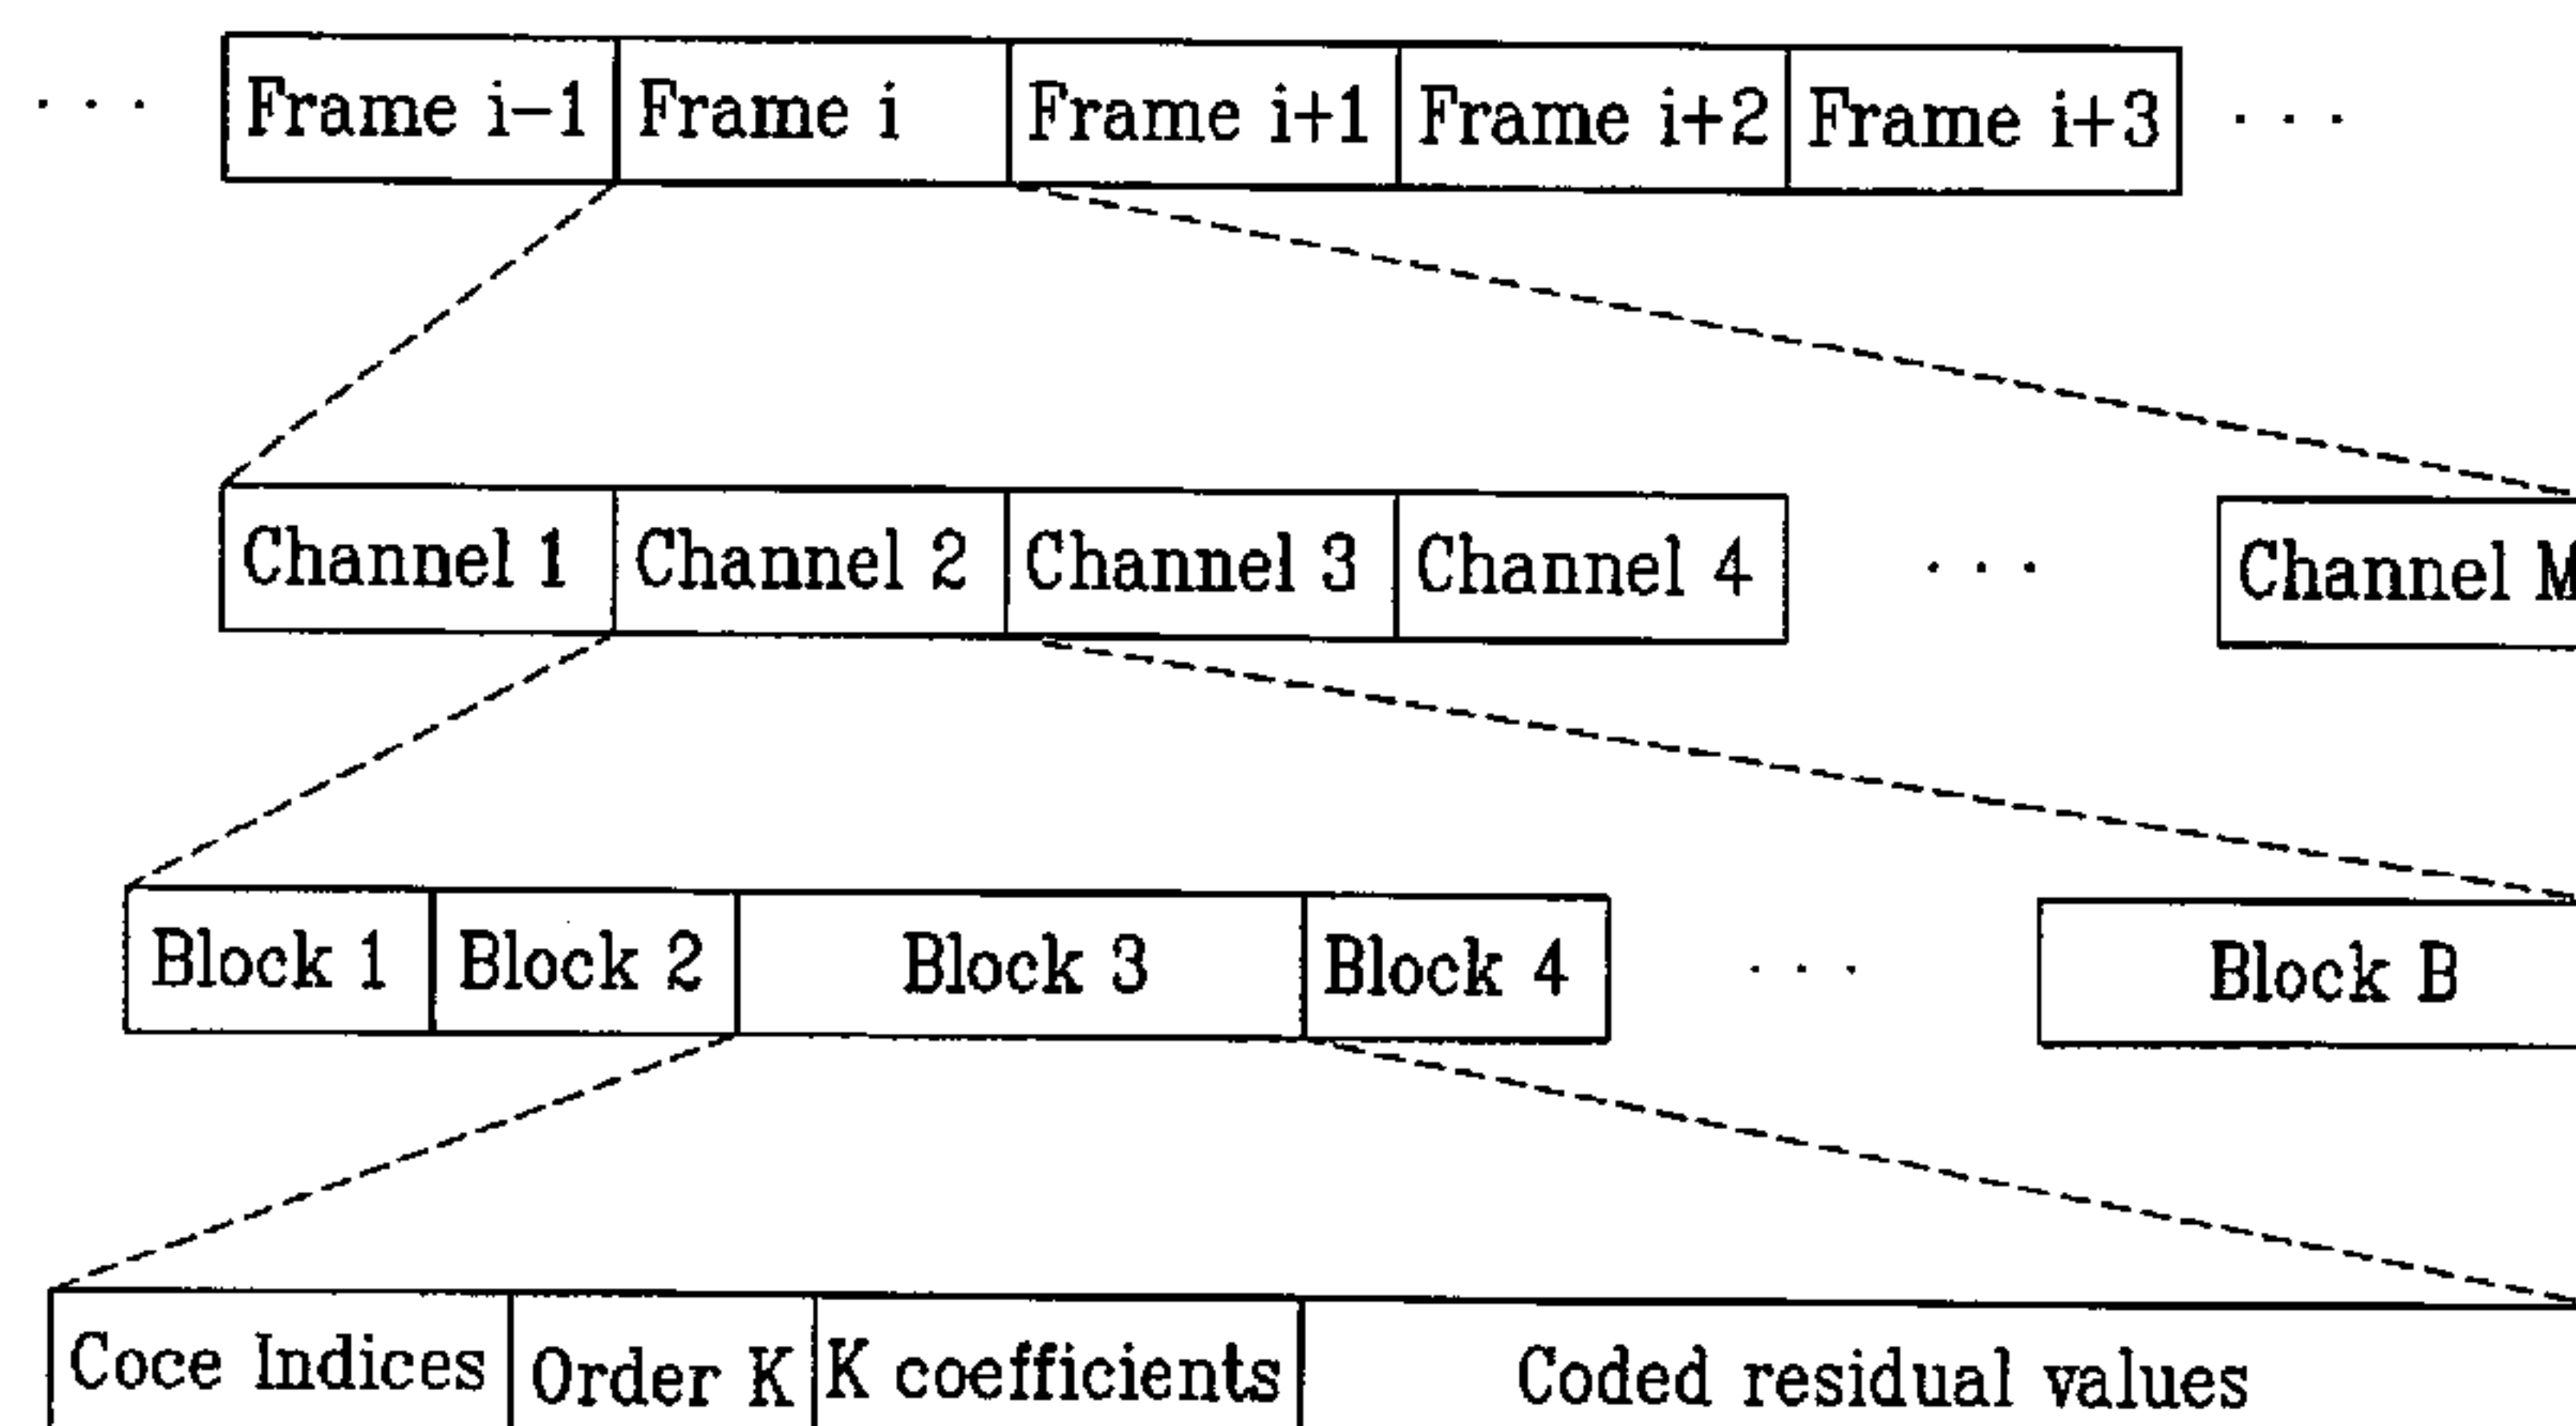 ... Frame i-1 Frame i Frame i+1 Frame i+2 Frame i+3 ...
Channel 1 Channel 2 Channel 3 Channel 4 ... Channel M
Block 1 Block 2 Block 3 Block 4 ... Block B
Coce Indices Order K K coefficients Coded residual values